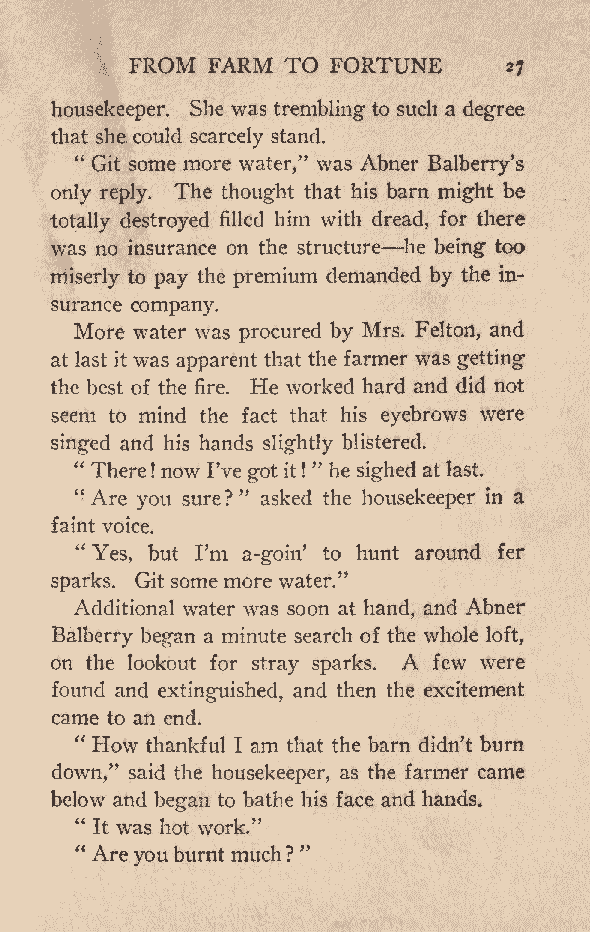 FROM FARM TO FORTUNE 27
housekeeper. She was trembling to such a degree
that she could scarcely stand.
“ Git some more water,” was Abner Balberry’s
only reply. The thought that his barn might be
totally destroyed filled him with dread, for there
was no insurance on the structure—he being too
miserly to pay the premium demanded by the in-
surance company.
More water was procured by Mrs. Felton, and
at last it was apparent that the farmer was getting
the best of the fire. He worked hard and did not
seem to mind the fact that his eyebrows were
singed and his hands slightly blistered.
“ There! now I’ve got it! ” he sighed at last.
“ Are you sure? ” asked the housekeeper in a
faint voice.
“ Yes, but I’m a-goin’ to hunt around fer
sparks. Git some more water.”
Additional water was soon at hand, and Abner
Balberry began a minute search of the whole loft,
on the lookout for stray sparks. A few were
found and extinguished, and then the excitement
came to an end.
“ How thankful I am that the barn didn’t burn
down,” said the housekeeper, as the farmer came
below and began to bathe his face and hands.
“ It was hot work.”
“ Are you burnt much? ”